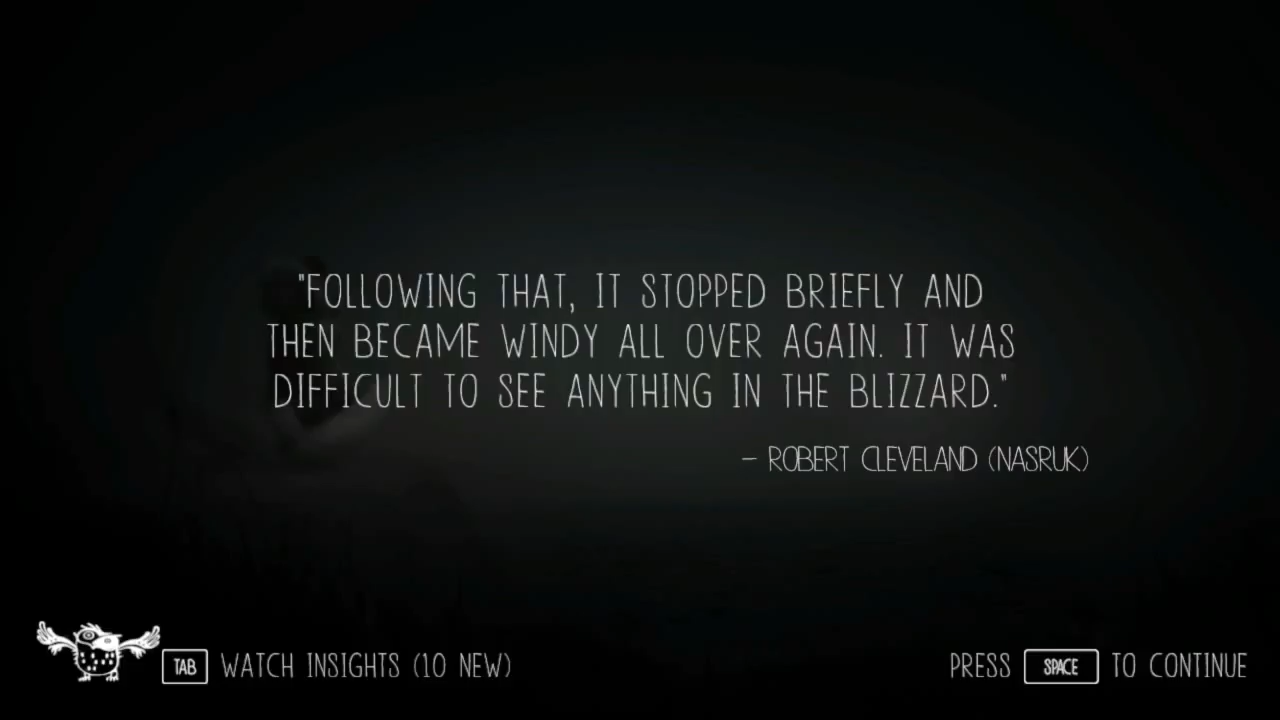 "FOLLOWING THAT, IT STOPPED BRIEFLY AND
THEN BECAME WINDY ALL OVER AGAIN. IT WAS
DIFFICULT TO SEE ANYTHING IN THE BLIZZARD."
– ROBERT CLEVELAND (NASRUK)
TAB WATCH INSIGHTS (10 NEW)
PRESS SPACE TO CONTINUE